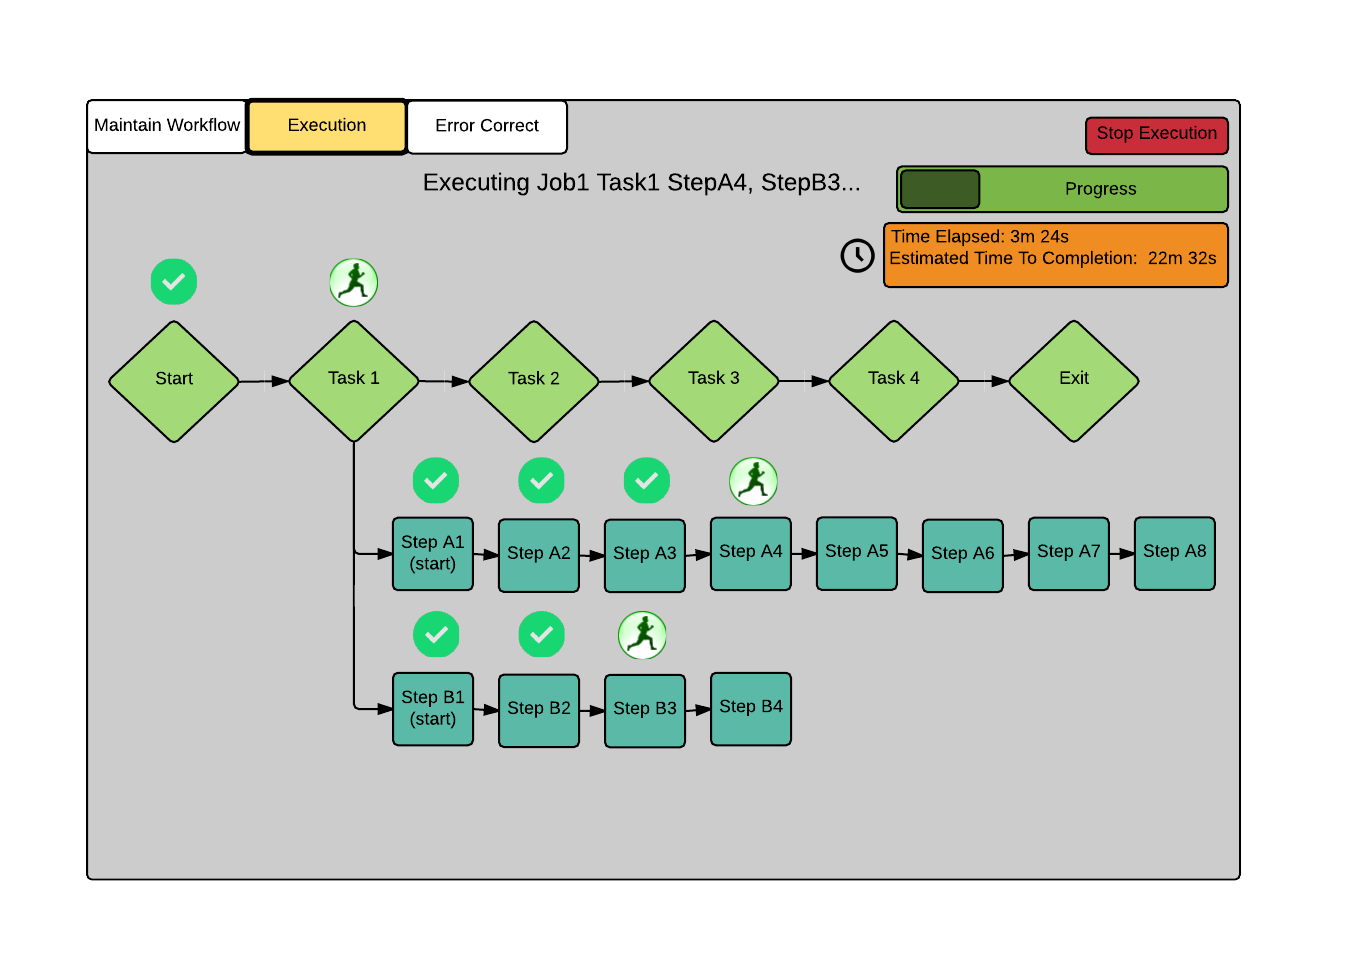 Maintain Workflow
Execution
Error Correct
Stop Execution
Executing Job1 Task1 StepA4, StepB3...
Progress
Time Elapsed: 3m 24s
Estimated Time To Completion: 22m 32s
Start
Task 1
Task 2
Task 3
Task 4
Exit
Step A1
(start)
Step A2
Step A3
Step A4
Step A5
Step A6
Step A7
Step A8
Step B1
(start)
Step B2
Step B3
Step B4